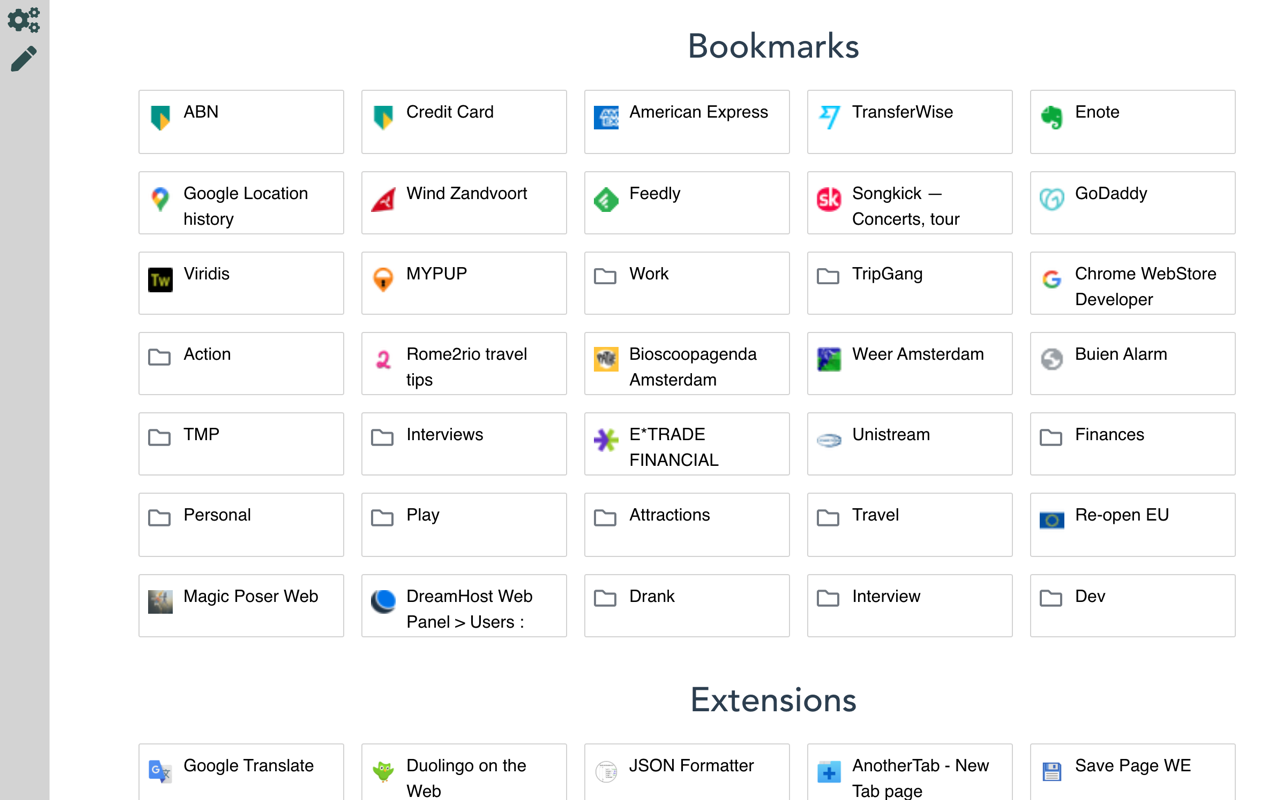 Bookmarks
ABN
Credit Card
American Express
TransferWise
Enote
Google Location
history
Wind Zandvoort
Feedly
Songkick —
Concerts, tour
GoDaddy
Viridis
MYPUP
Work
TripGang
Chrome WebStore
Developer
Action
Rome2rio travel
tips
Bioscoopagenda
Amsterdam
Weer Amsterdam
Buien Alarm
TMP
Interviews
E*TRADE
FINANCIAL
Unistream
Finances
Personal
Play
Attractions
Travel
Re-open EU
Magic Poser Web
DreamHost Web
Panel > Users :
Drank
Interview
Dev
Extensions
Google Translate
Duolingo on the
Web
JSON Formatter
AnotherTab - New
Tab page
Save Page WE